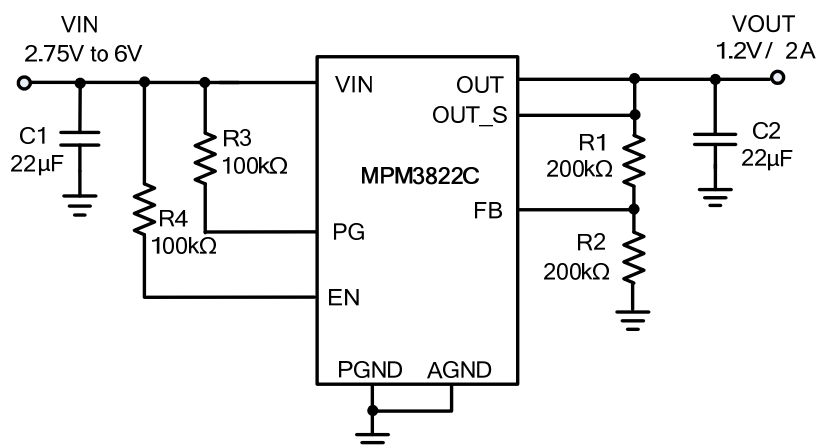 VIN
2.75V to 6V
VOUT
1.2V / 2A
VIN
OUT
OUT_S
C1
22µF
R3
100kΩ
R1
200kΩ
C2
22µF
MPM3822C
R4
100kΩ
PG
FB
R2
200kΩ
EN
PGND
AGND